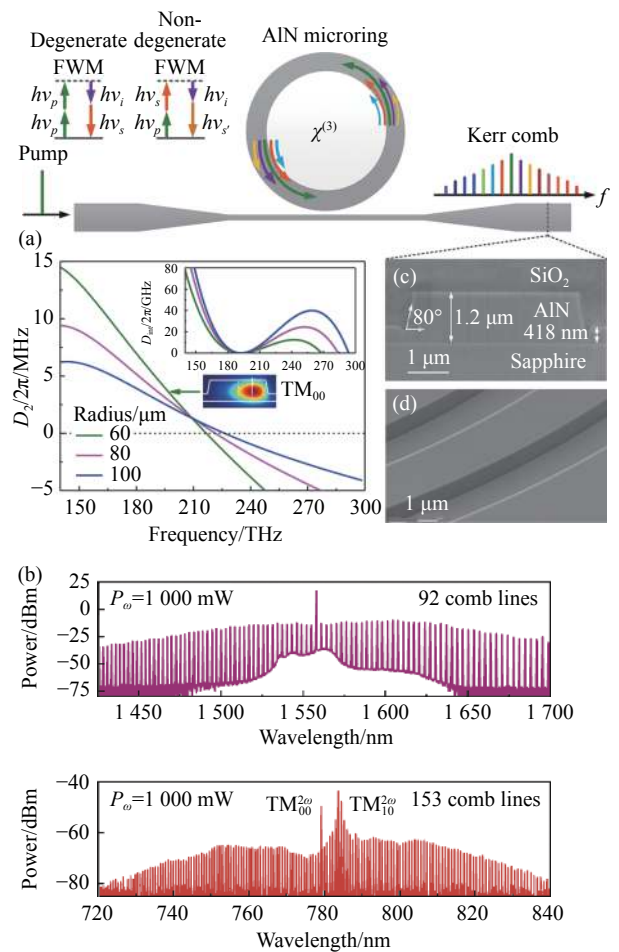 Degenerate
FWM
Non-
degenerate
FWM
AlN microring
hνp
hνi
hνs
hνi
hνp
hνs
hνp
hνs′
χ(3)
Kerr comb
Pump
f
(a)
15
10
5
0
−5
D2/2π/MHz
150
180
210
240
270
300
Frequency/THz
Radius/μm
60
80
100
80
60
40
20
0
Dint/2π/GHz
150
180
210
240
270
300
TM00
(c)
SiO2
AlN
80°
1.2 μm
418 nm
1 μm
Sapphire
(d)
1 μm
(b)
Pω=1 000 mW
92 comb lines
25
0
−25
−50
−75
Power/dBm
1 450
1 500
1 550
1 600
1 650
1 700
Wavelength/nm
Pω=1 000 mW
TM00 2ω
TM10 2ω
153 comb lines
−40
−60
−80
Power/dBm
720
740
760
780
800
820
840
Wavelength/nm